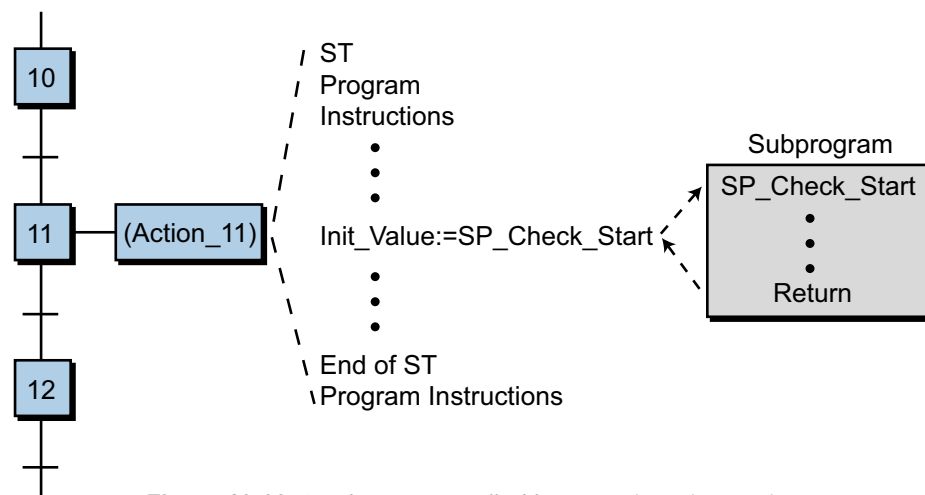 10
ST
Program
Instructions
Subprogram
SP_Check_Start
11
(Action_11)
Init_Value:=SP_Check_Start
Return
12
End of ST
Program Instructions